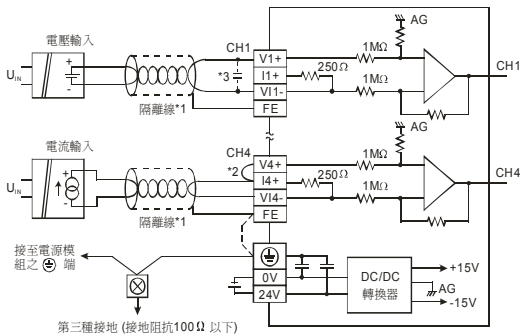 電壓輸入
UIN
+
-
隔離線*1
CH1
*3
V1+
I1+
VI1-
FE
250Ω
1MΩ
1MΩ
AG
CH1
電流輸入
UIN
+
-
隔離線*1
CH4
*2
V4+
I4+
VI4-
FE
250Ω
1MΩ
1MΩ
AG
CH4
接至電源模
組之 端
0V
24V
DC/DC
轉換器
+15V
AG
-15V
第三種接地 (接地阻抗100Ω 以下)